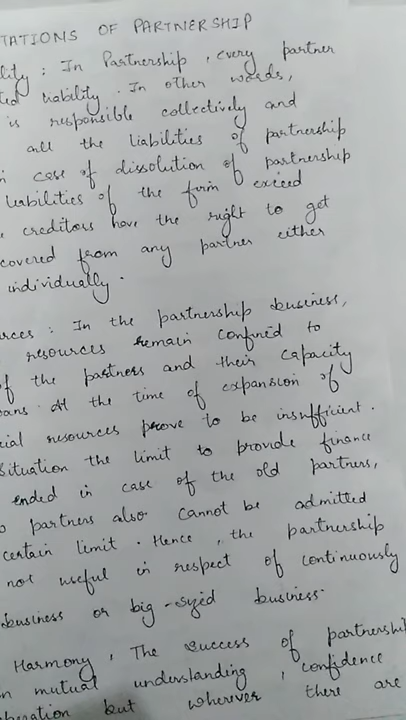 TATIONS OF PARTNERSHIP
lity : In Partnership , every partner
ted liability . In other words,
is responsible collectively and
all the liabilities of partnership
case of dissolution of partnership
liabilities of the firm exceed
creditors have the right to get
covered from any partner either
individually .
urces : In the partnership business,
resources remain confined to
of the partners and their capacity
oans . At the time of expansion of
cial resources prove to be insufficient .
situation the limit to provide finance
ended in case of the old partners,
o partners also cannot be admitted
certain limit . Hence , the partnership
not useful in respect of continuously
business or big - sized business .
Harmony , The success of partnership
n mutual understanding , confidence
eration but wherever there are